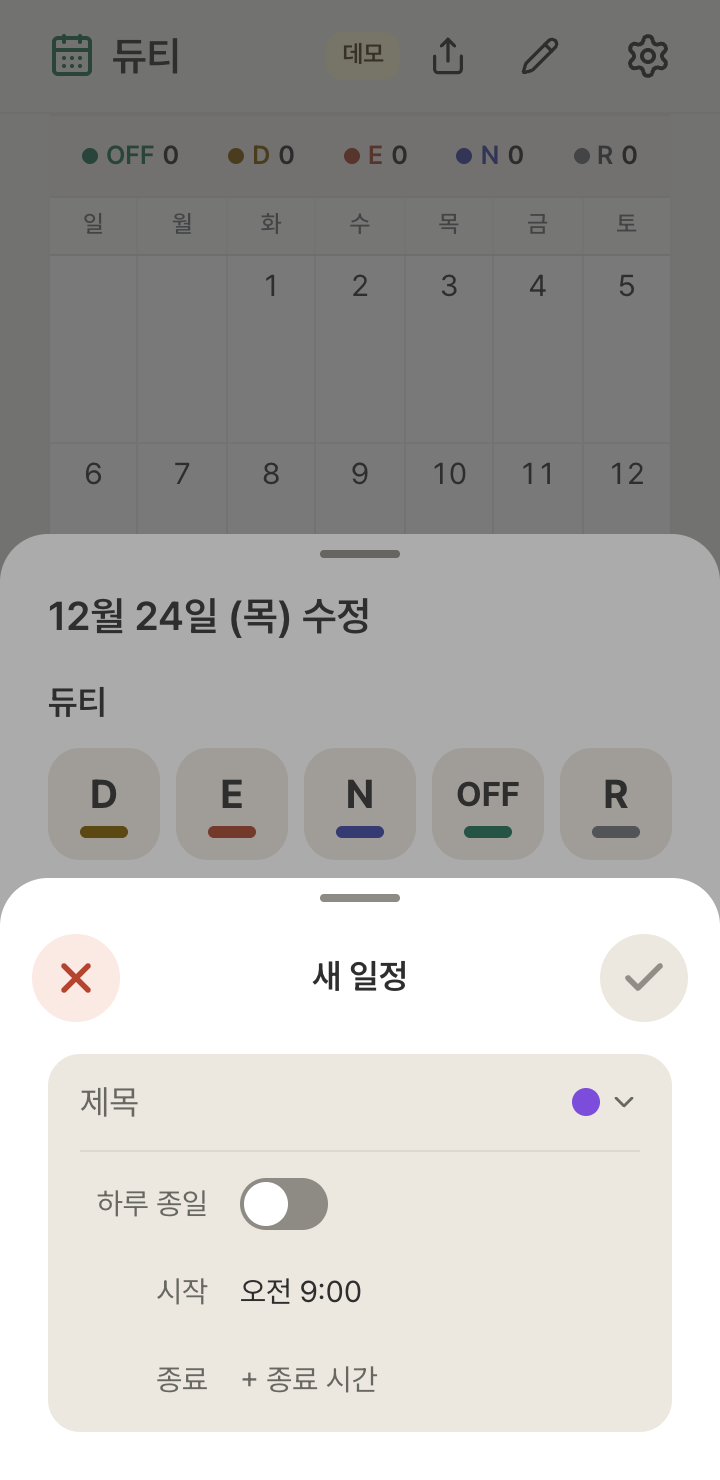 듀티 데모
OFF 0 D 0 E 0 N 0 R 0
일 월 화 수 목 금 토
1 2 3 4 5
6 7 8 9 10 11 12
12월 24일 (목) 수정
듀티
D E N OFF R
새 일정
제목
하루 종일
시작 오전 9:00
종료 + 종료 시간